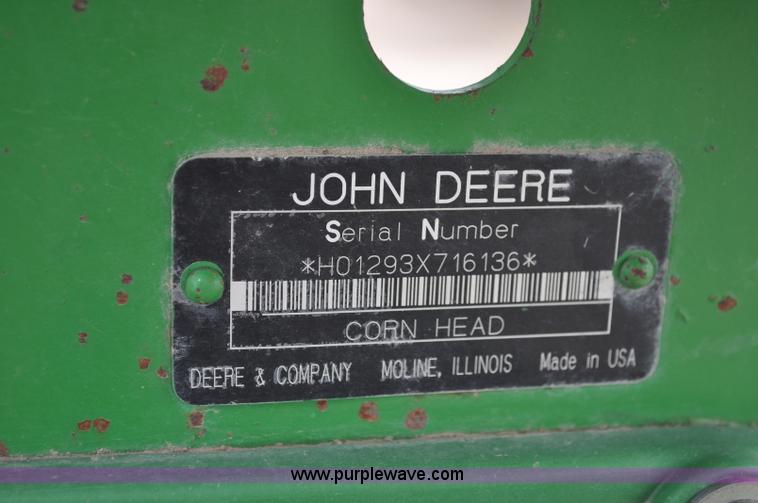 JOHN DEERE
Serial Number
*H01293X716136*
CORN HEAD
DEERE & COMPANY MOLINE, ILLINOIS Made in USA
www.purplewave.com